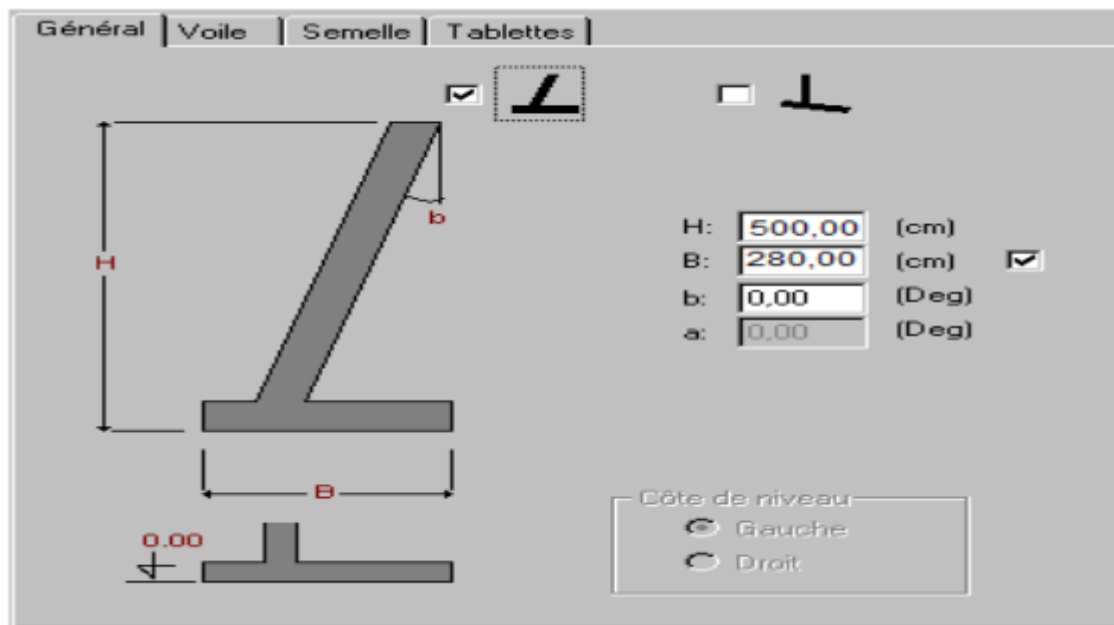 Général Voile Semelle Tablettes
b
H
H: 500,00 (cm)
B: 280,00 (cm)
b: 0,00 (Deg)
a: 0,00 (Deg)
B
0.00
Côte de niveau
Gauche
Droit